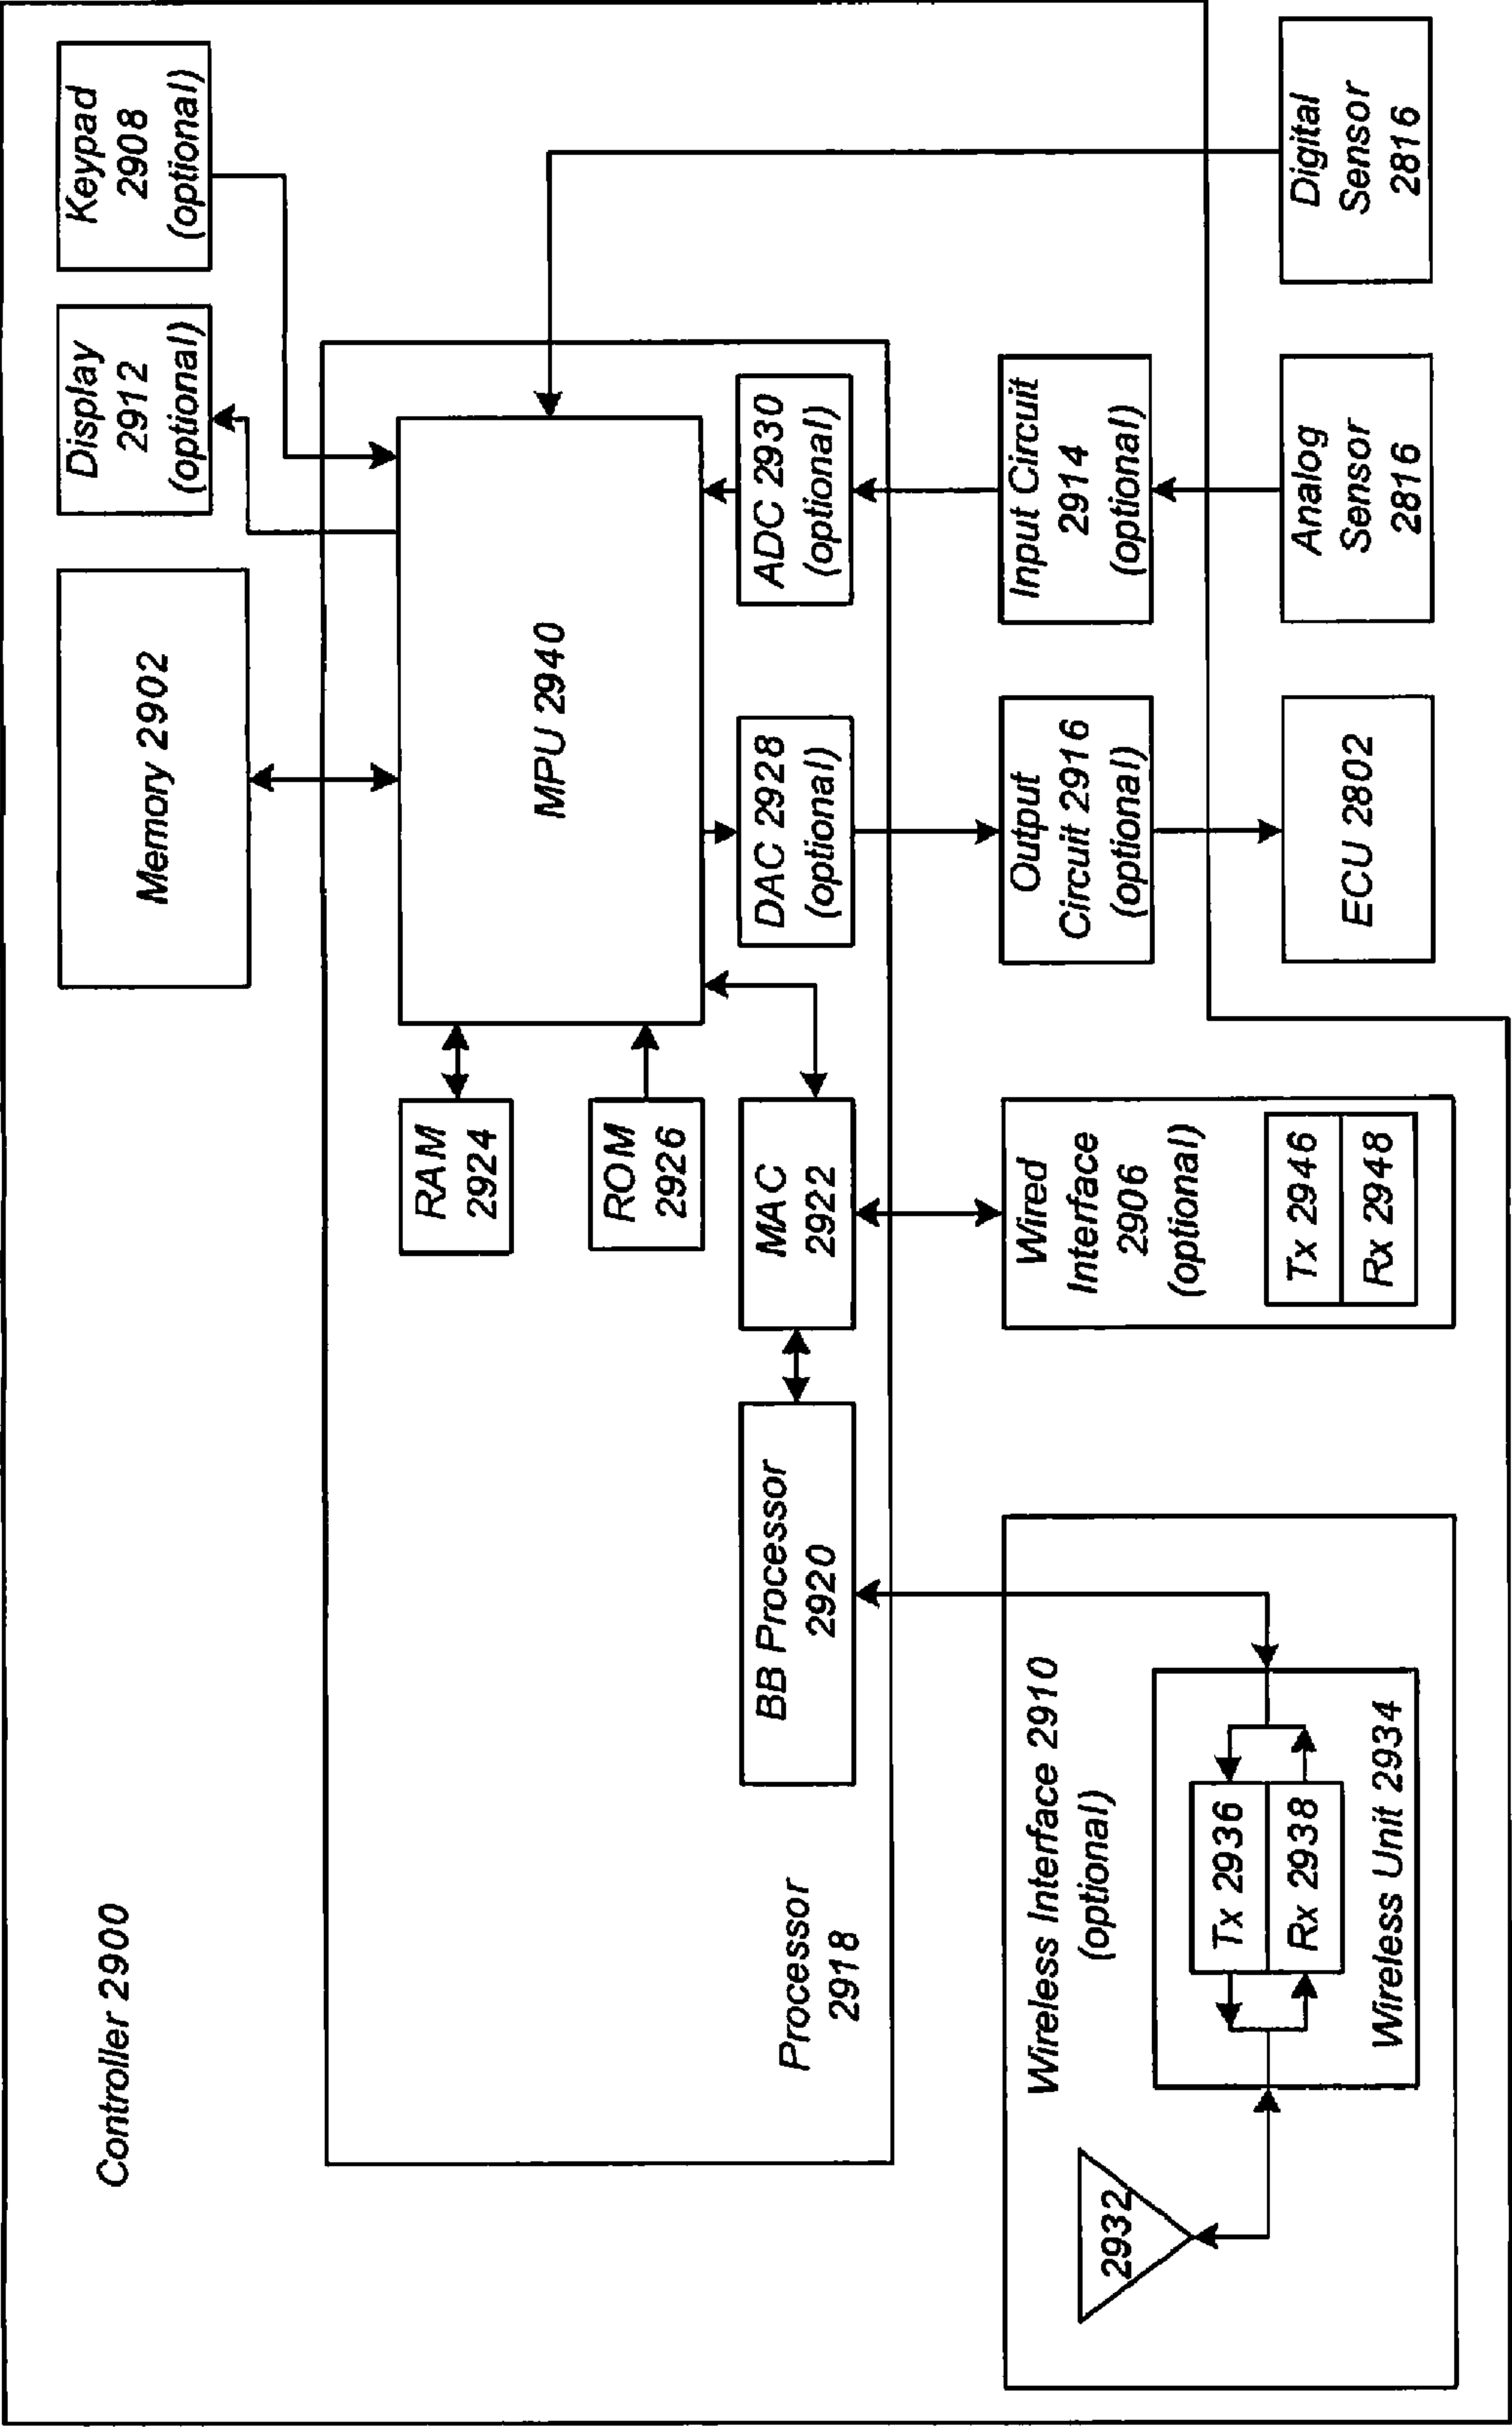 Controller 2900
Memory 2902
Display
2912
(optional)
Keypad
2908
(optional)
RAM
2924
ROM
2926
MPU 2940
Processor
2918
BB Processor
2920
MAC
2922
DAC 2928
(optional)
ADC 2930
(optional)
Wireless Interface 2910
(optional)
2932
Tx 2936
Rx 2938
Wireless Unit 2934
Wired
Interface
2906
(optional)
Tx 2946
Rx 2948
Output
Circuit 2916
(optional)
Input Circuit
2914
(optional)
ECU 2802
Analog
Sensor
2816
Digital
Sensor
2816